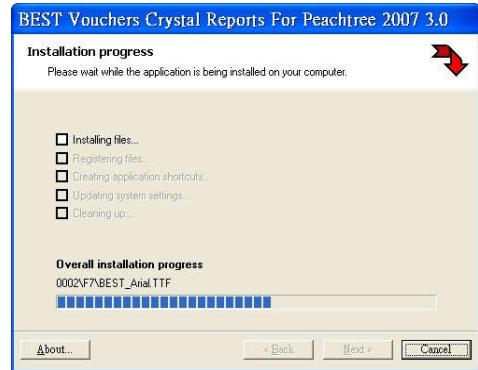 BEST Vouchers Crystal Reports For Peachtree 2007 3.0
Installation progress
Please wait while the application is being installed on your computer.
Installing files...
Registering files...
Creating application shortcuts...
Updating system settings...
Cleaning up...
Overall installation progress
0002\F7\BEST_Arial.TTF
About...
< Back
Next >
Cancel